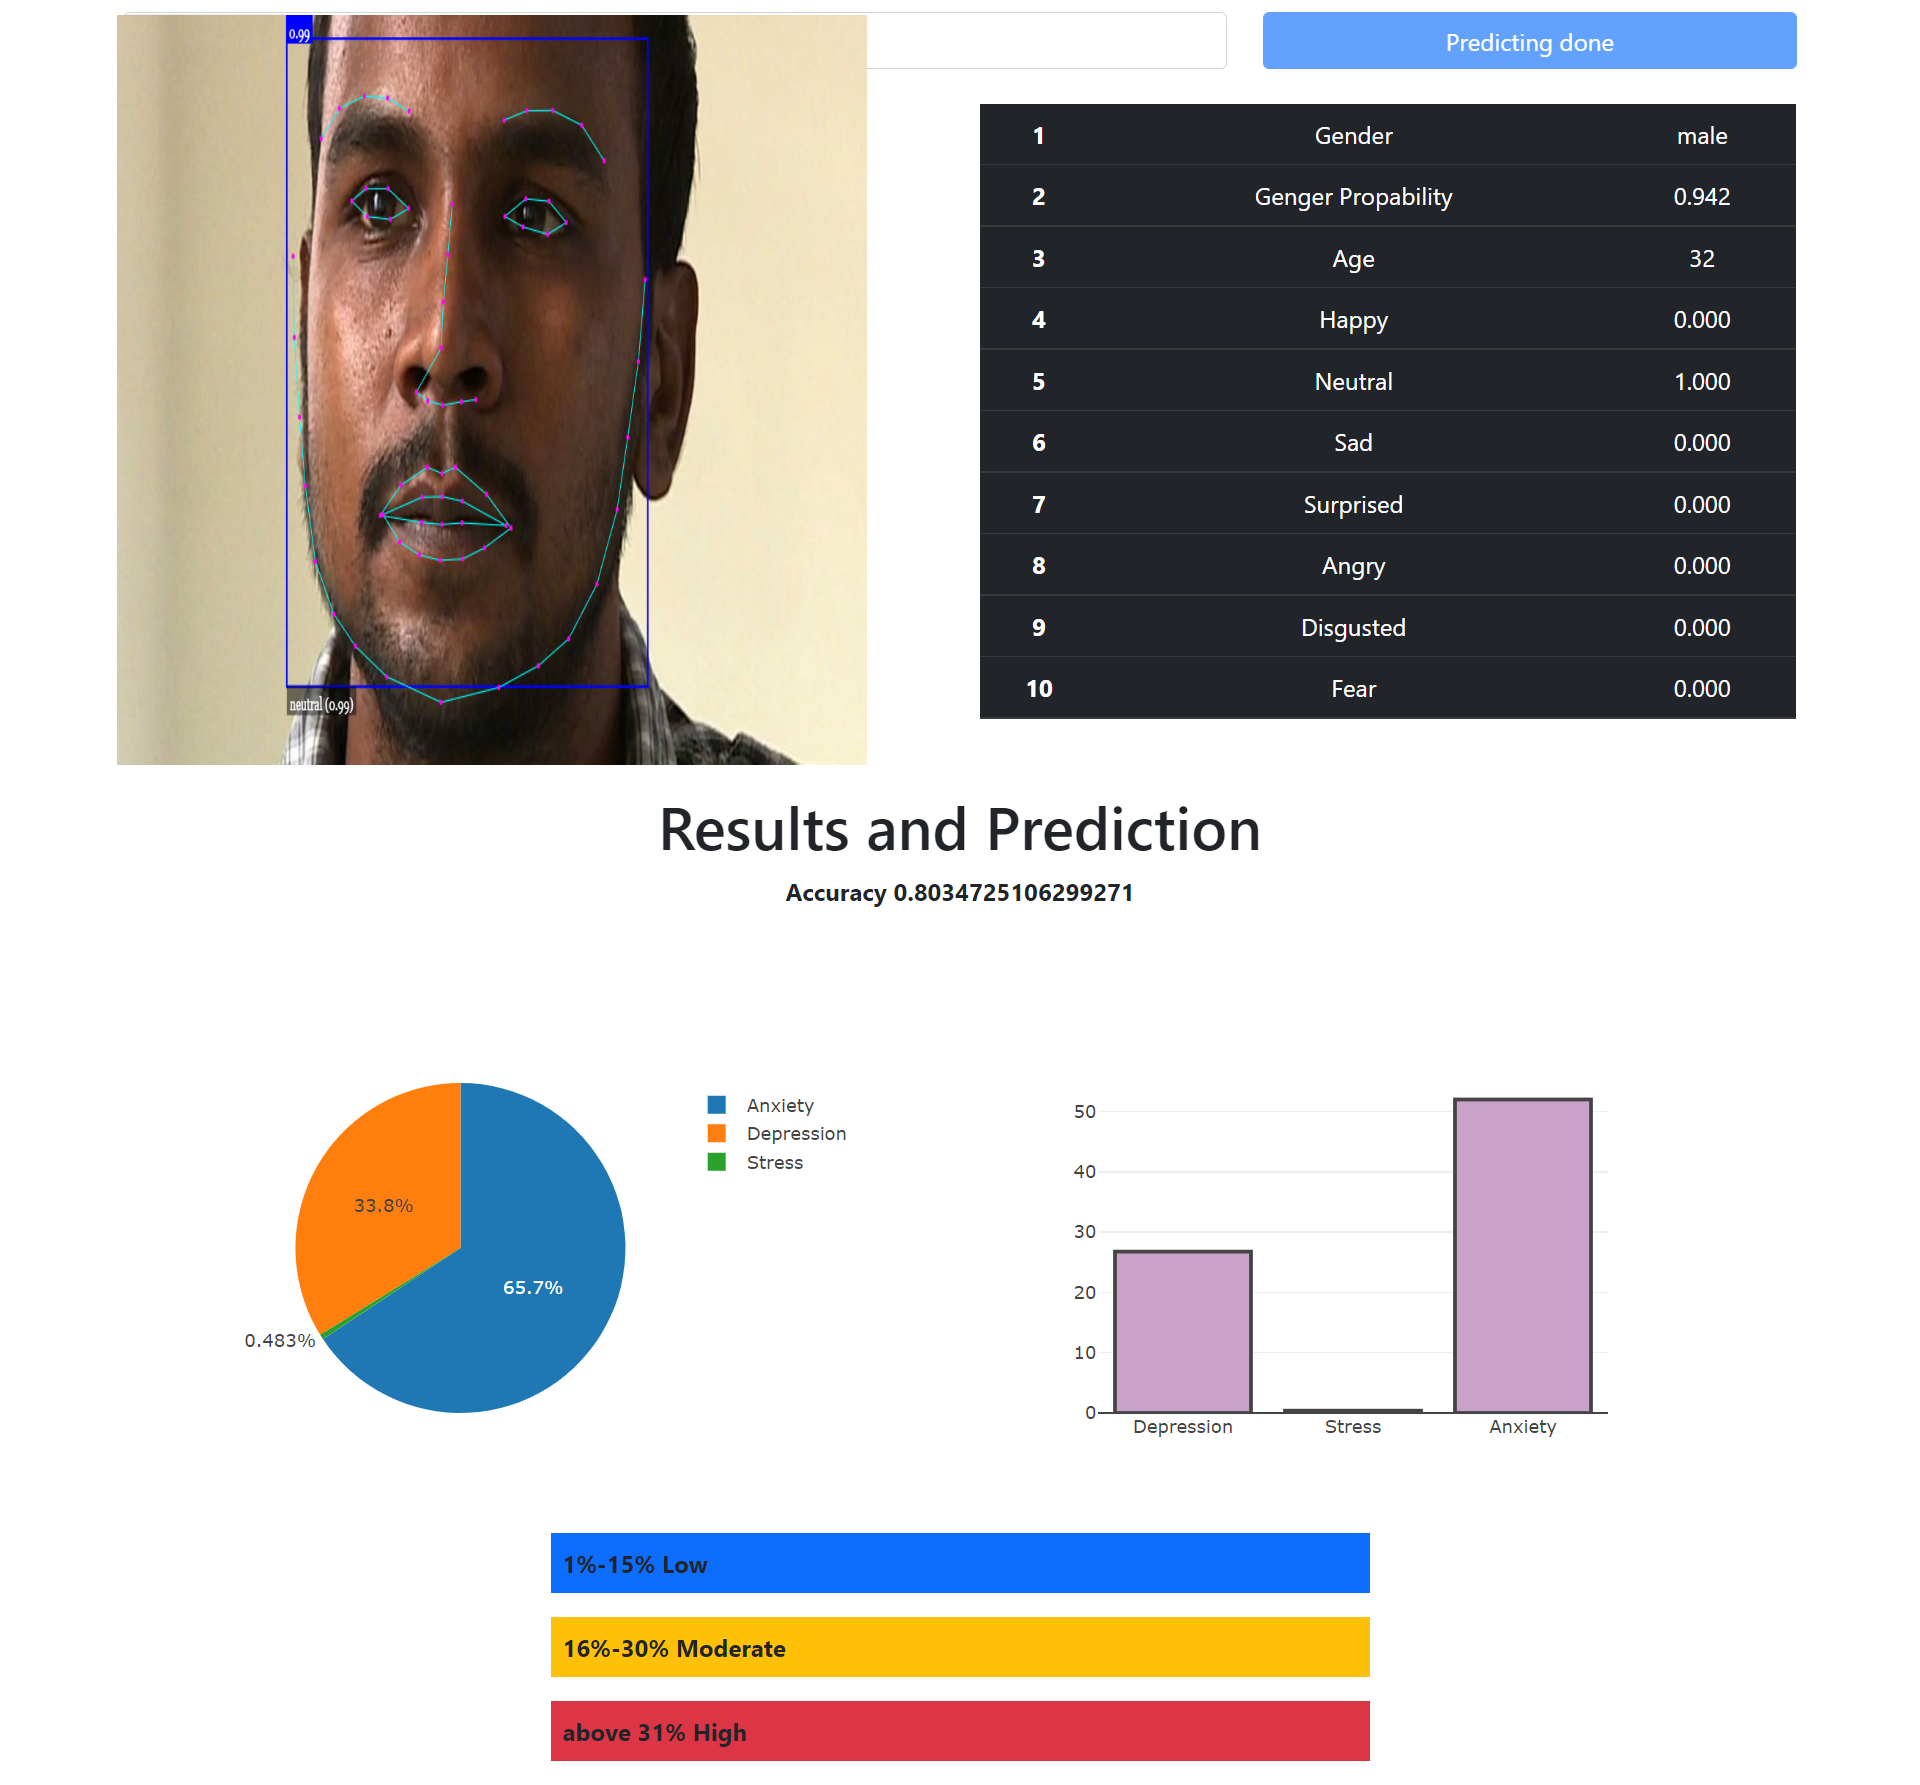 0.99
Predicting done
1 Gender male
2 Genger Propability 0.942
3 Age 32
4 Happy 0.000
5 Neutral 1.000
6 Sad 0.000
7 Surprised 0.000
8 Angry 0.000
9 Disgusted 0.000
10 Fear 0.000
neutral (0.99)
Results and Prediction
Accuracy 0.8034725106299271
Anxiety
Depression
Stress
33.8%
65.7%
0.483%
50
40
30
20
10
0
Depression Stress Anxiety
1%-15% Low
16%-30% Moderate
above 31% High